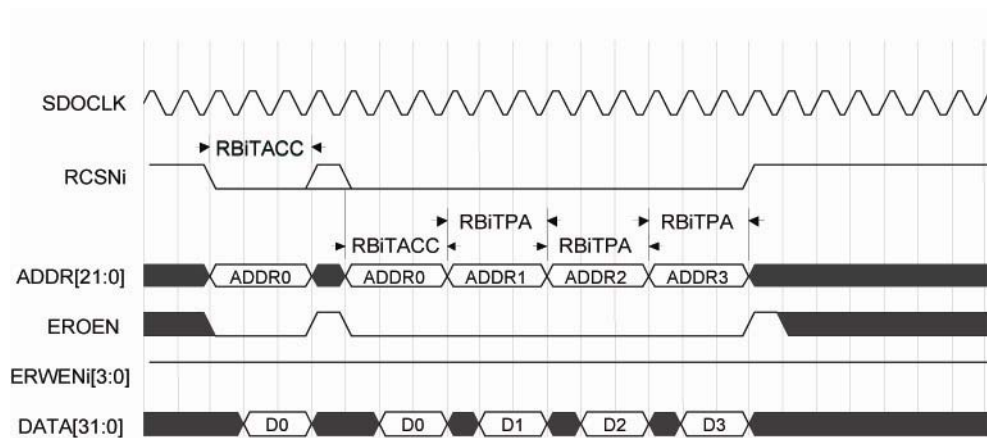 SDOCLK
RBiTACC
RCSNi
RBiTPA RBiTPA
RBiTACC RBiTPA
ADDR[21:0] ADDR0 ADDR0 ADDR1 ADDR2 ADDR3
EROEN
ERWENi[3:0]
DATA[31:0] D0 D0 D1 D2 D3